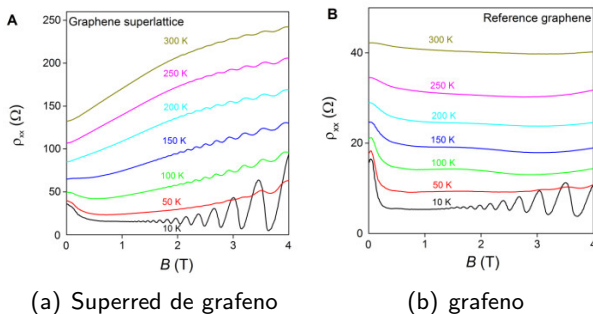 A
Graphene superlattice
250
200
150
100
50
0
ρxx (Ω)
300 K
250 K
200 K
150 K
100 K
50 K
10 K
0 1 2 3 4
B (T)
B
Reference graphene
40
20
0
ρxx (Ω)
300 K
250 K
200 K
150 K
100 K
50 K
10 K
0 1 2 3 4
B (T)
(a) Superred de grafeno
(b) grafeno